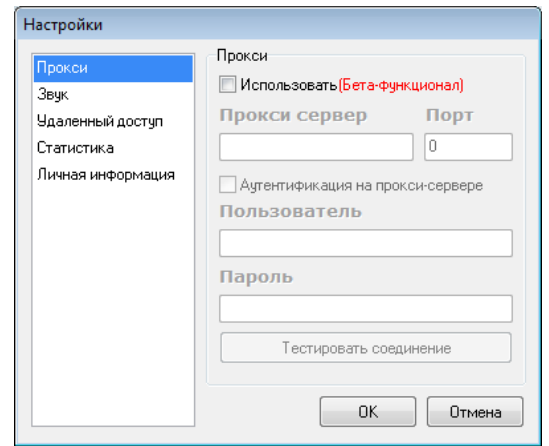 Настройки
Прокси
Звук
Удаленный доступ
Статистика
Личная информация
Прокси
Использовать(Бета-функционал)
Прокси сервер Порт
0
Аутентификация на прокси-сервере
Пользователь
Пароль
Тестировать соединение
OK Отмена